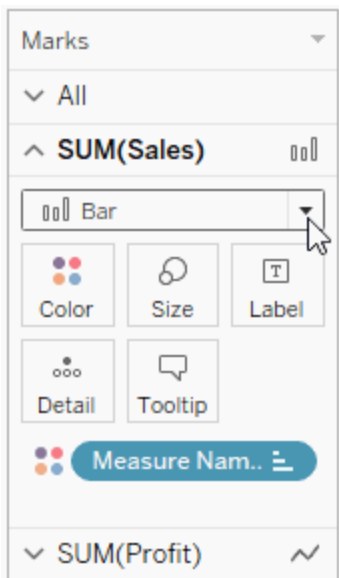 Marks
All
SUM(Sales)
Bar
Color Size Label
Detail Tooltip
Measure Nam..
SUM(Profit)